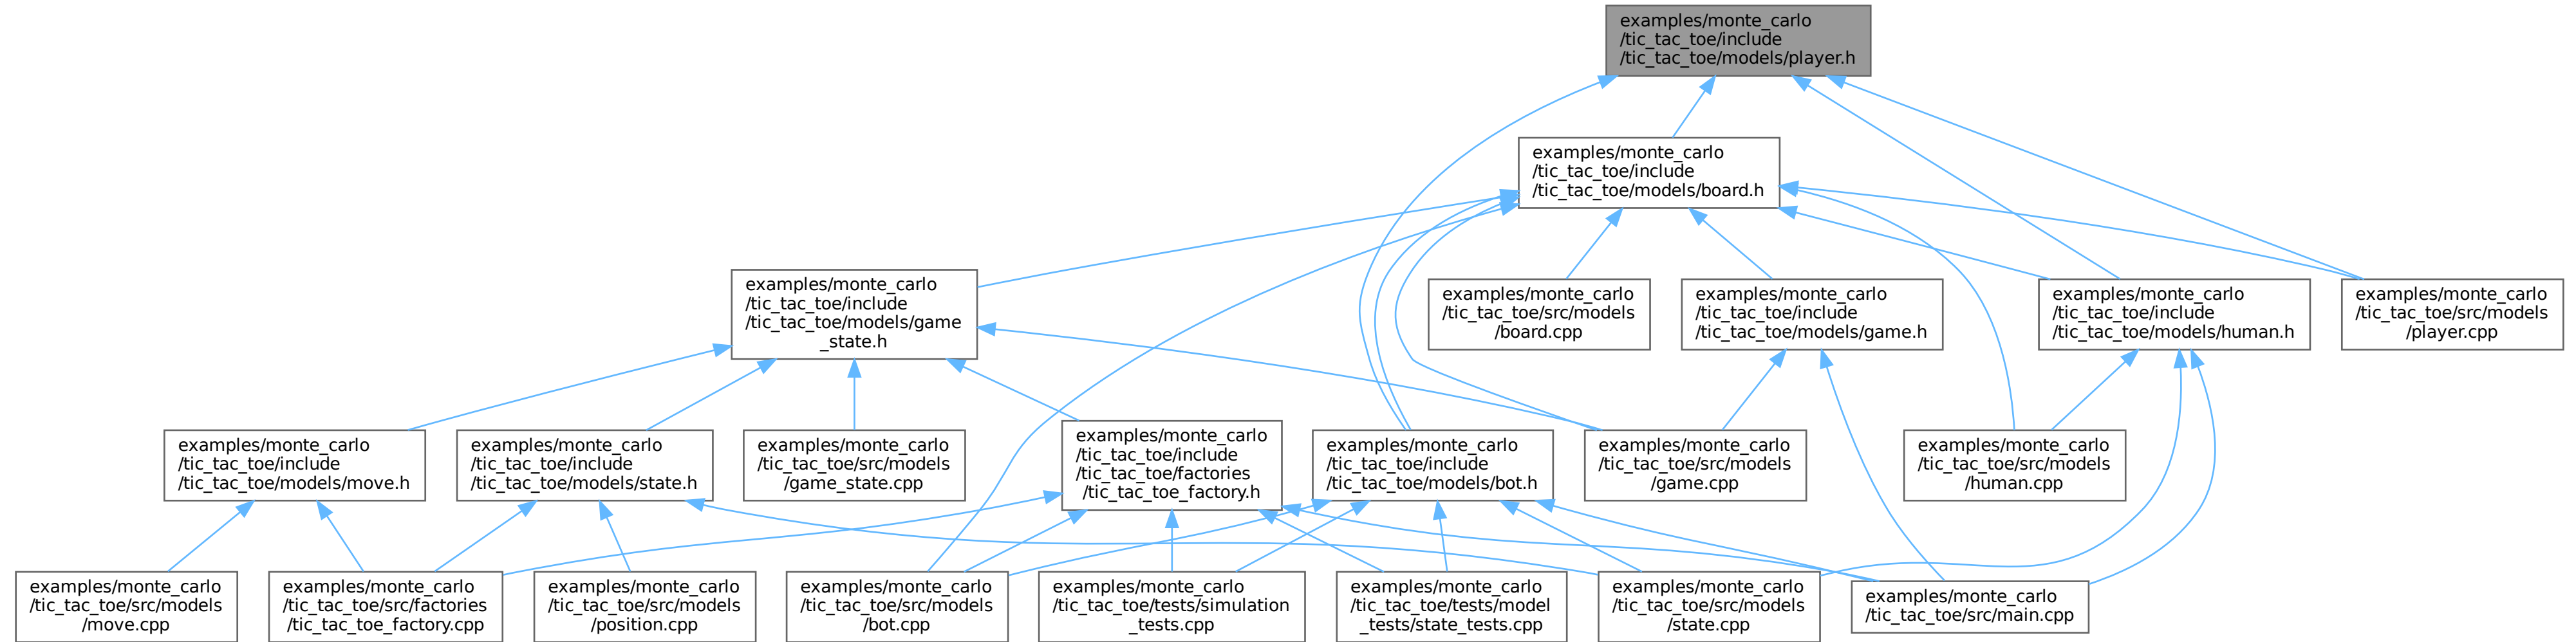 examples/monte_carlo
/tic_tac_toe/include
/tic_tac_toe/models/player.h
examples/monte_carlo
/tic_tac_toe/include
/tic_tac_toe/models/board.h
examples/monte_carlo
/tic_tac_toe/include
/tic_tac_toe/models/game
_state.h
examples/monte_carlo
/tic_tac_toe/src/models
/board.cpp
examples/monte_carlo
/tic_tac_toe/include
/tic_tac_toe/models/game.h
examples/monte_carlo
/tic_tac_toe/include
/tic_tac_toe/models/human.h
examples/monte_carlo
/tic_tac_toe/src/models
/player.cpp
examples/monte_carlo
/tic_tac_toe/include
/tic_tac_toe/models/move.h
examples/monte_carlo
/tic_tac_toe/include
/tic_tac_toe/models/state.h
examples/monte_carlo
/tic_tac_toe/src/models
/game_state.cpp
examples/monte_carlo
/tic_tac_toe/include
/tic_tac_toe/factories
/tic_tac_toe_factory.h
examples/monte_carlo
/tic_tac_toe/include
/tic_tac_toe/models/bot.h
examples/monte_carlo
/tic_tac_toe/src/models
/game.cpp
examples/monte_carlo
/tic_tac_toe/src/models
/human.cpp
examples/monte_carlo
/tic_tac_toe/src/models
/move.cpp
examples/monte_carlo
/tic_tac_toe/src/factories
/tic_tac_toe_factory.cpp
examples/monte_carlo
/tic_tac_toe/src/models
/position.cpp
examples/monte_carlo
/tic_tac_toe/src/models
/bot.cpp
examples/monte_carlo
/tic_tac_toe/tests/simulation
_tests.cpp
examples/monte_carlo
/tic_tac_toe/tests/model
_tests/state_tests.cpp
examples/monte_carlo
/tic_tac_toe/src/models
/state.cpp
examples/monte_carlo
/tic_tac_toe/src/main.cpp